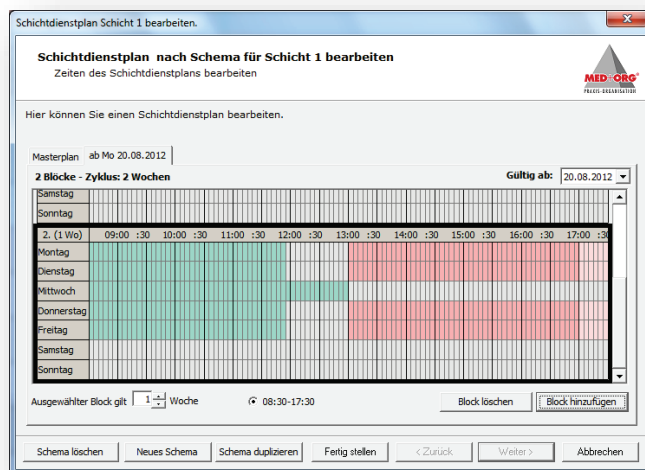 Schichtdienstplan Schicht 1 bearbeiten.
Schichtdienstplan nach Schema für Schicht 1 bearbeiten
Zeiten des Schichtdienstplans bearbeiten
MED-ORG®
PRAXIS-ORGANISATION
Hier können Sie einen Schichtdienstplan bearbeiten.
Masterplan ab Mo 20.08.2012
2 Blöcke - Zyklus: 2 Wochen Gültig ab: 20.08.2012
Samstag
Sonntag
2. (1 Wo) 09:00 :30 10:00 :30 11:00 :30 12:00 :30 13:00 :30 14:00 :30 15:00 :30 16:00 :30 17:00 :30
Montag
Dienstag
Mittwoch
Donnerstag
Freitag
Samstag
Sonntag
Ausgewählter Block gilt 1 Woche 08:30-17:30 Block löschen Block hinzufügen
Schema löschen Neues Schema Schema duplizieren Fertig stellen < Zurück Weiter > Abbrechen